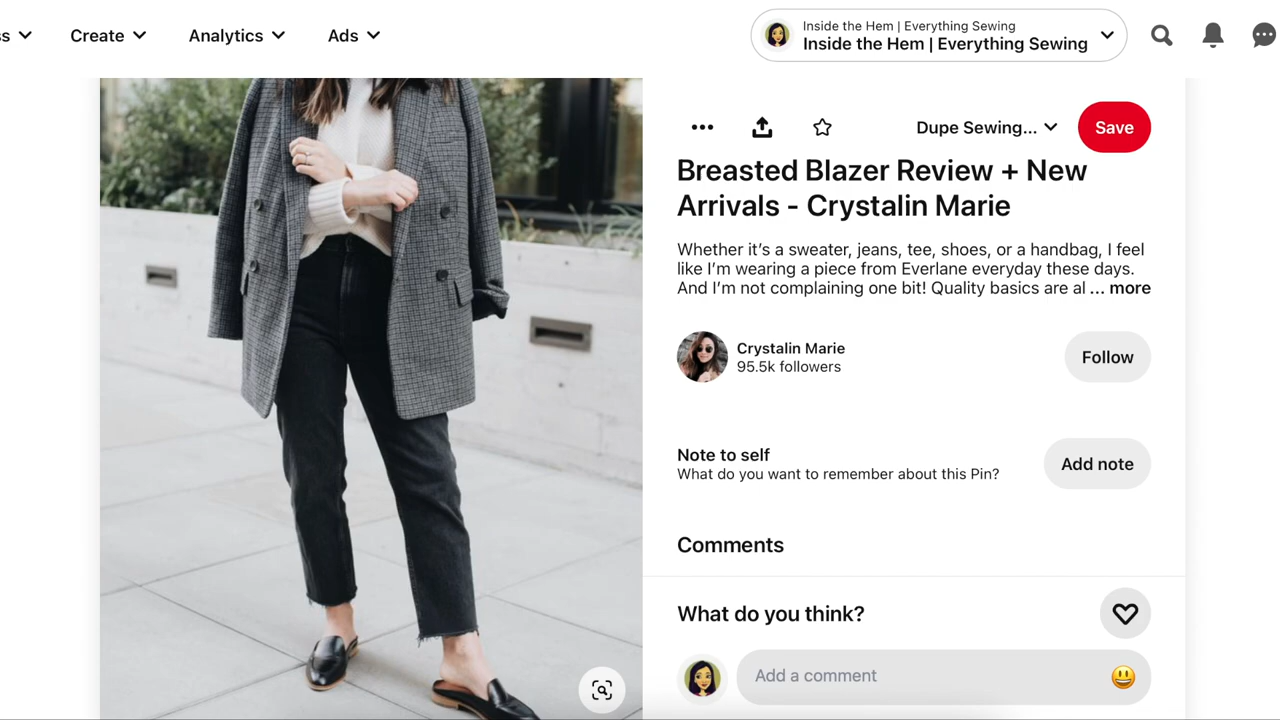 s
Create
Analytics
Ads
Inside the Hem | Everything Sewing
Inside the Hem | Everything Sewing
Dupe Sewing...
Save
Breasted Blazer Review + New
Arrivals - Crystalin Marie
Whether it's a sweater, jeans, tee, shoes, or a handbag, I feel
like I'm wearing a piece from Everlane everyday these days.
And I'm not complaining one bit! Quality basics are al ... more
Crystalin Marie
95.5k followers
Follow
Note to self
What do you want to remember about this Pin?
Add note
Comments
What do you think?
Add a comment